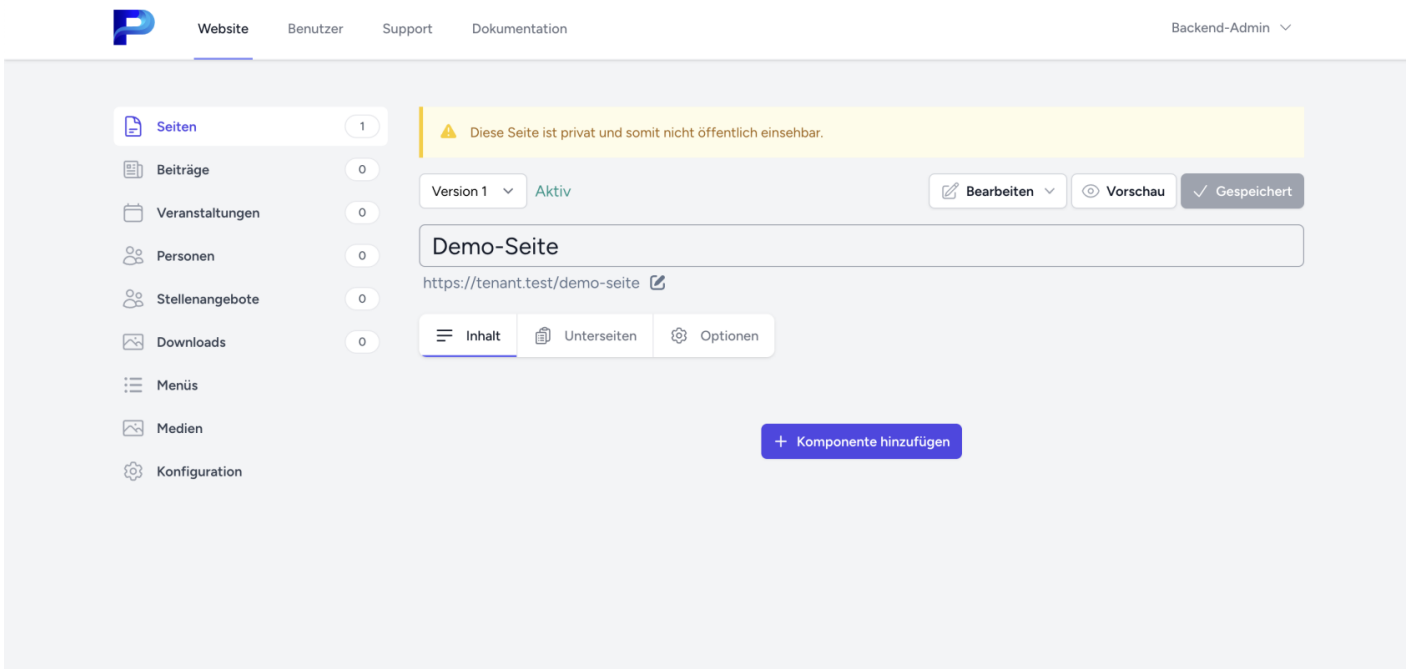 Website Benutzer Support Dokumentation Backend-Admin
Seiten 1
Beiträge 0
Veranstaltungen 0
Personen 0
Stellenangebote 0
Downloads 0
Menüs
Medien
Konfiguration
Diese Seite ist privat und somit nicht öffentlich einsehbar.
Version 1 Aktiv Bearbeiten Vorschau Gespeichert
Demo-Seite
https://tenant.test/demo-seite
Inhalt Unterseiten Optionen
Komponente hinzufügen